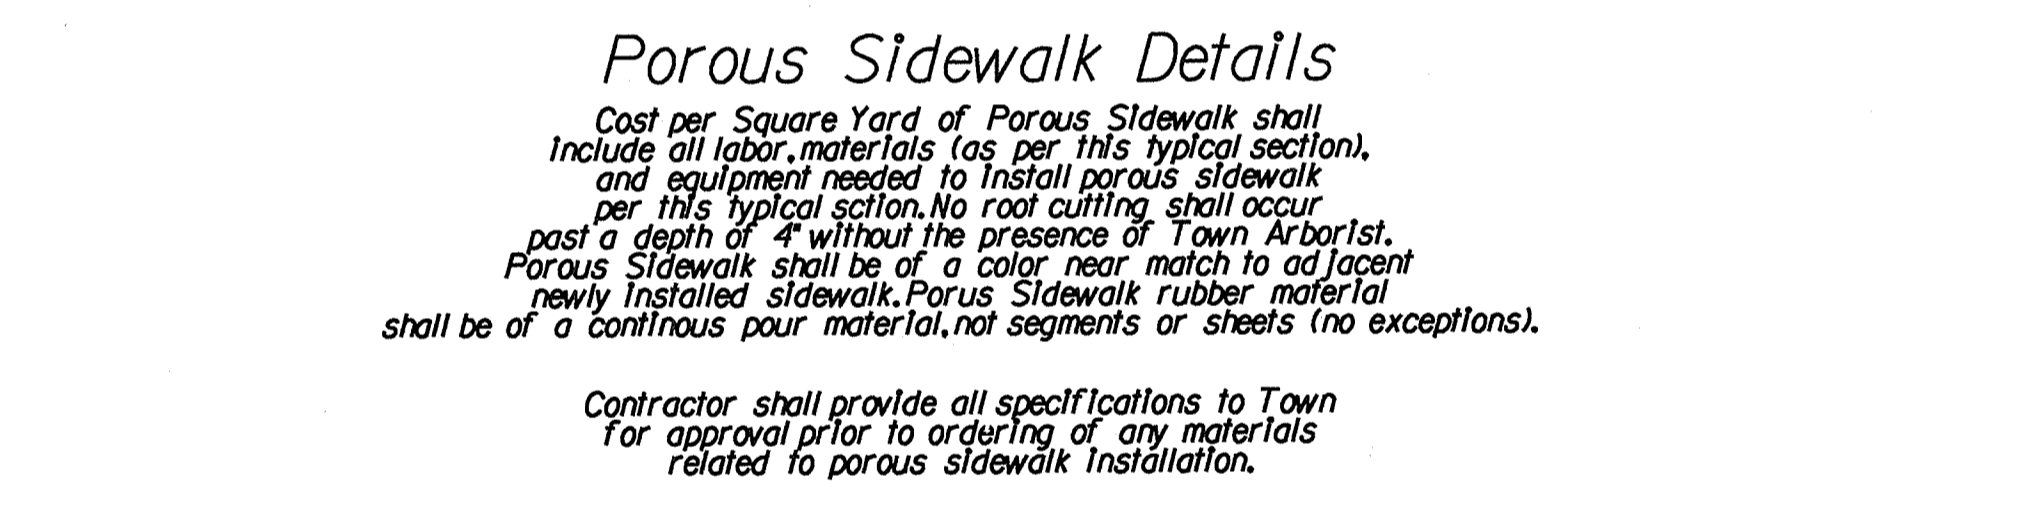 Porous Sidewalk Details
Cost per Square Yard of Porous Sidewalk shall
include all labor, materials (as per this typical section),
and equipment needed to install porous sidewalk
per this typical sction. No root cutting shall occur
past a depth of 4" without the presence of Town Arborist.
Porous Sidewalk shall be of a color near match to adjacent
newly installed sidewalk. Porus Sidewalk rubber material
shall be of a continous pour material, not segments or sheets (no exceptions).
Contractor shall provide all specifications to Town
for approval prior to ordering of any materials
related to porous sidewalk installation.